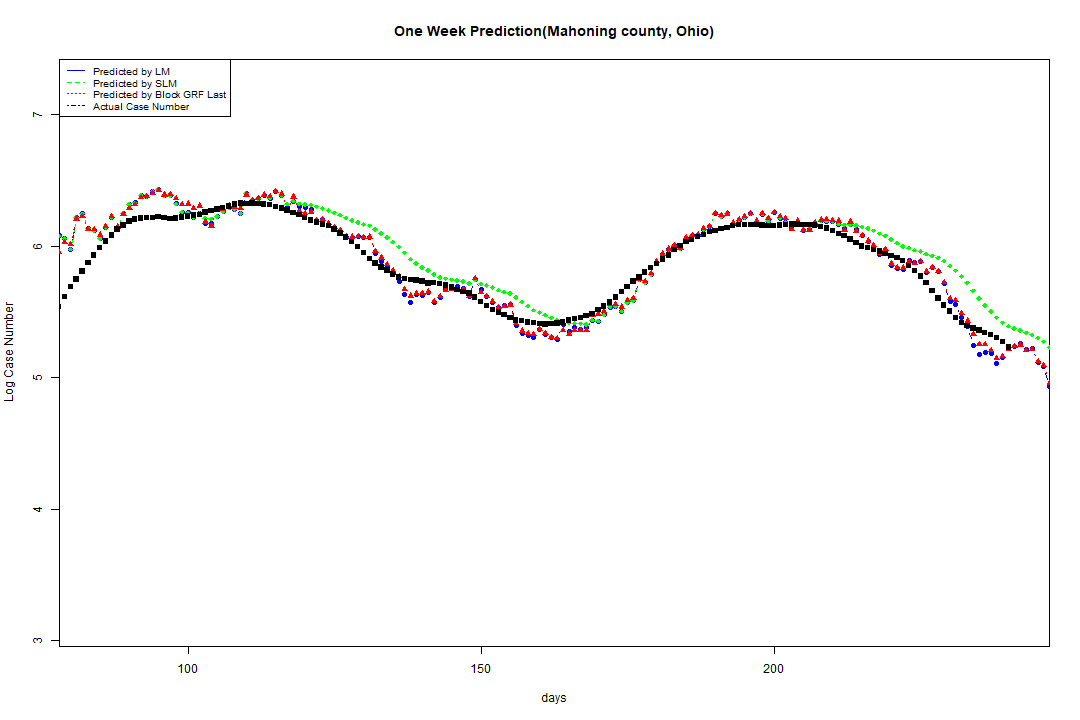 One Week Prediction(Mahoning county, Ohio)
Predicted by LM
Predicted by SLM
Predicted by Block GRF Last
Actual Case Number
7
6
5
4
3
Log Case Number
100
150
200
days